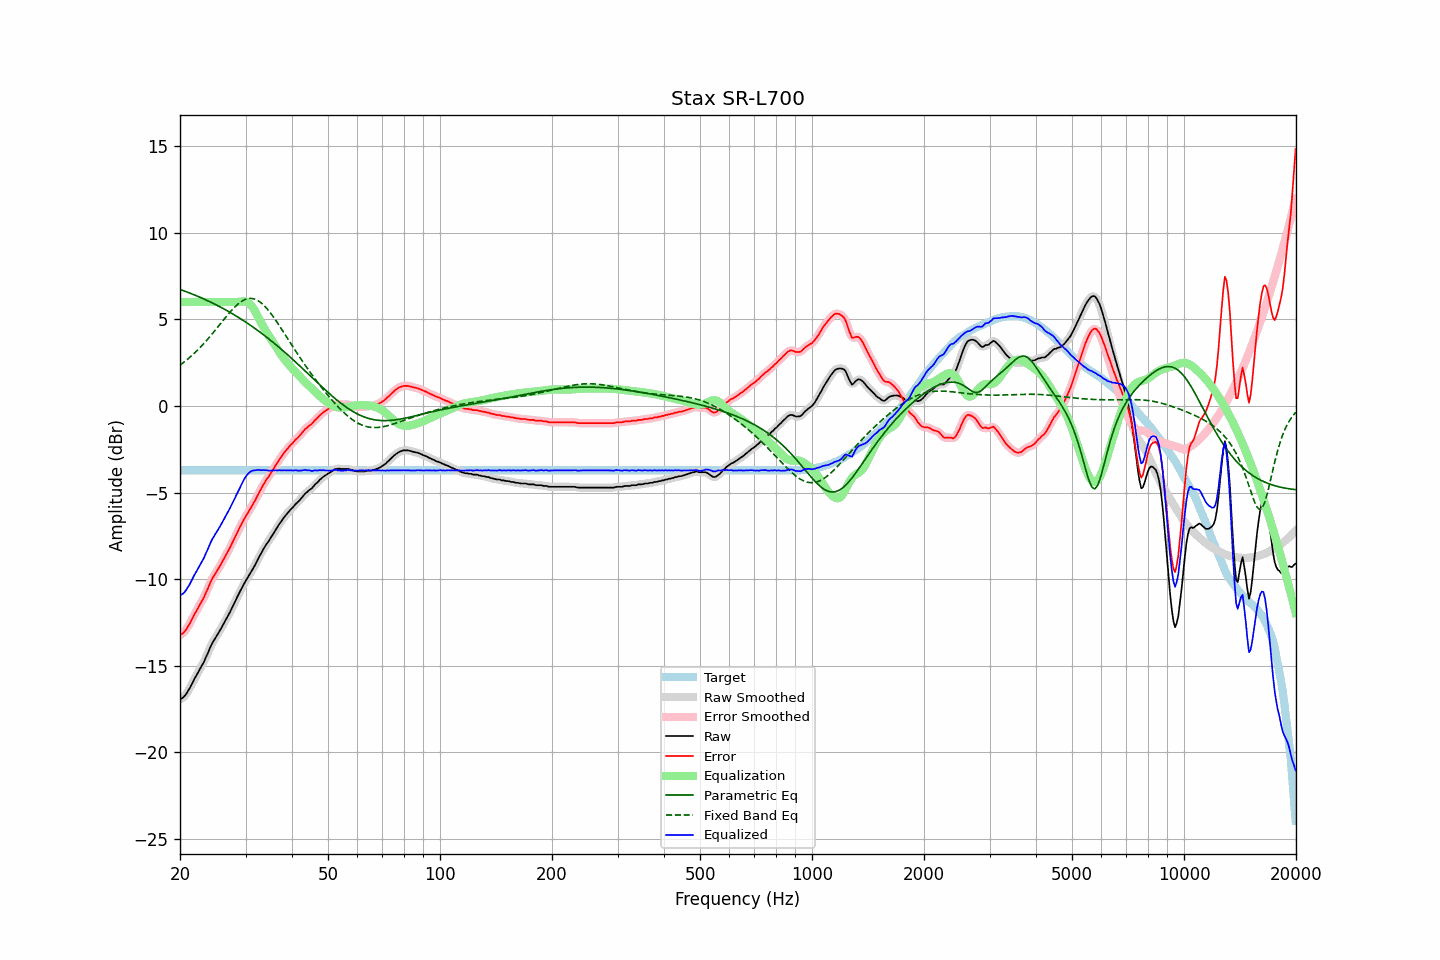 Stax SR-L700
Amplitude (dBr)
15
10
5
0
−5
−10
−15
−20
−25
Target
Raw Smoothed
Error Smoothed
Raw
Error
Equalization
Parametric Eq
Fixed Band Eq
Equalized
20 50 100 200 500 1000 2000 5000 10000 20000
Frequency (Hz)